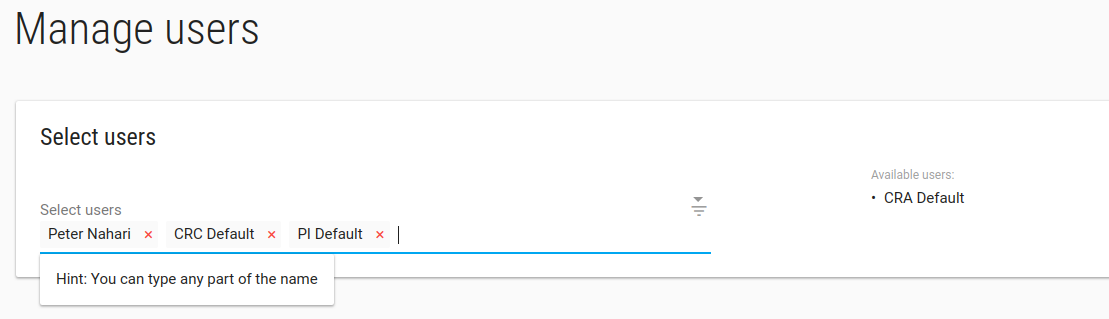 Manage users
Select users
Select users
Peter Nahari × CRC Default × PI Default ×
Hint: You can type any part of the name
Available users:
• CRA Default